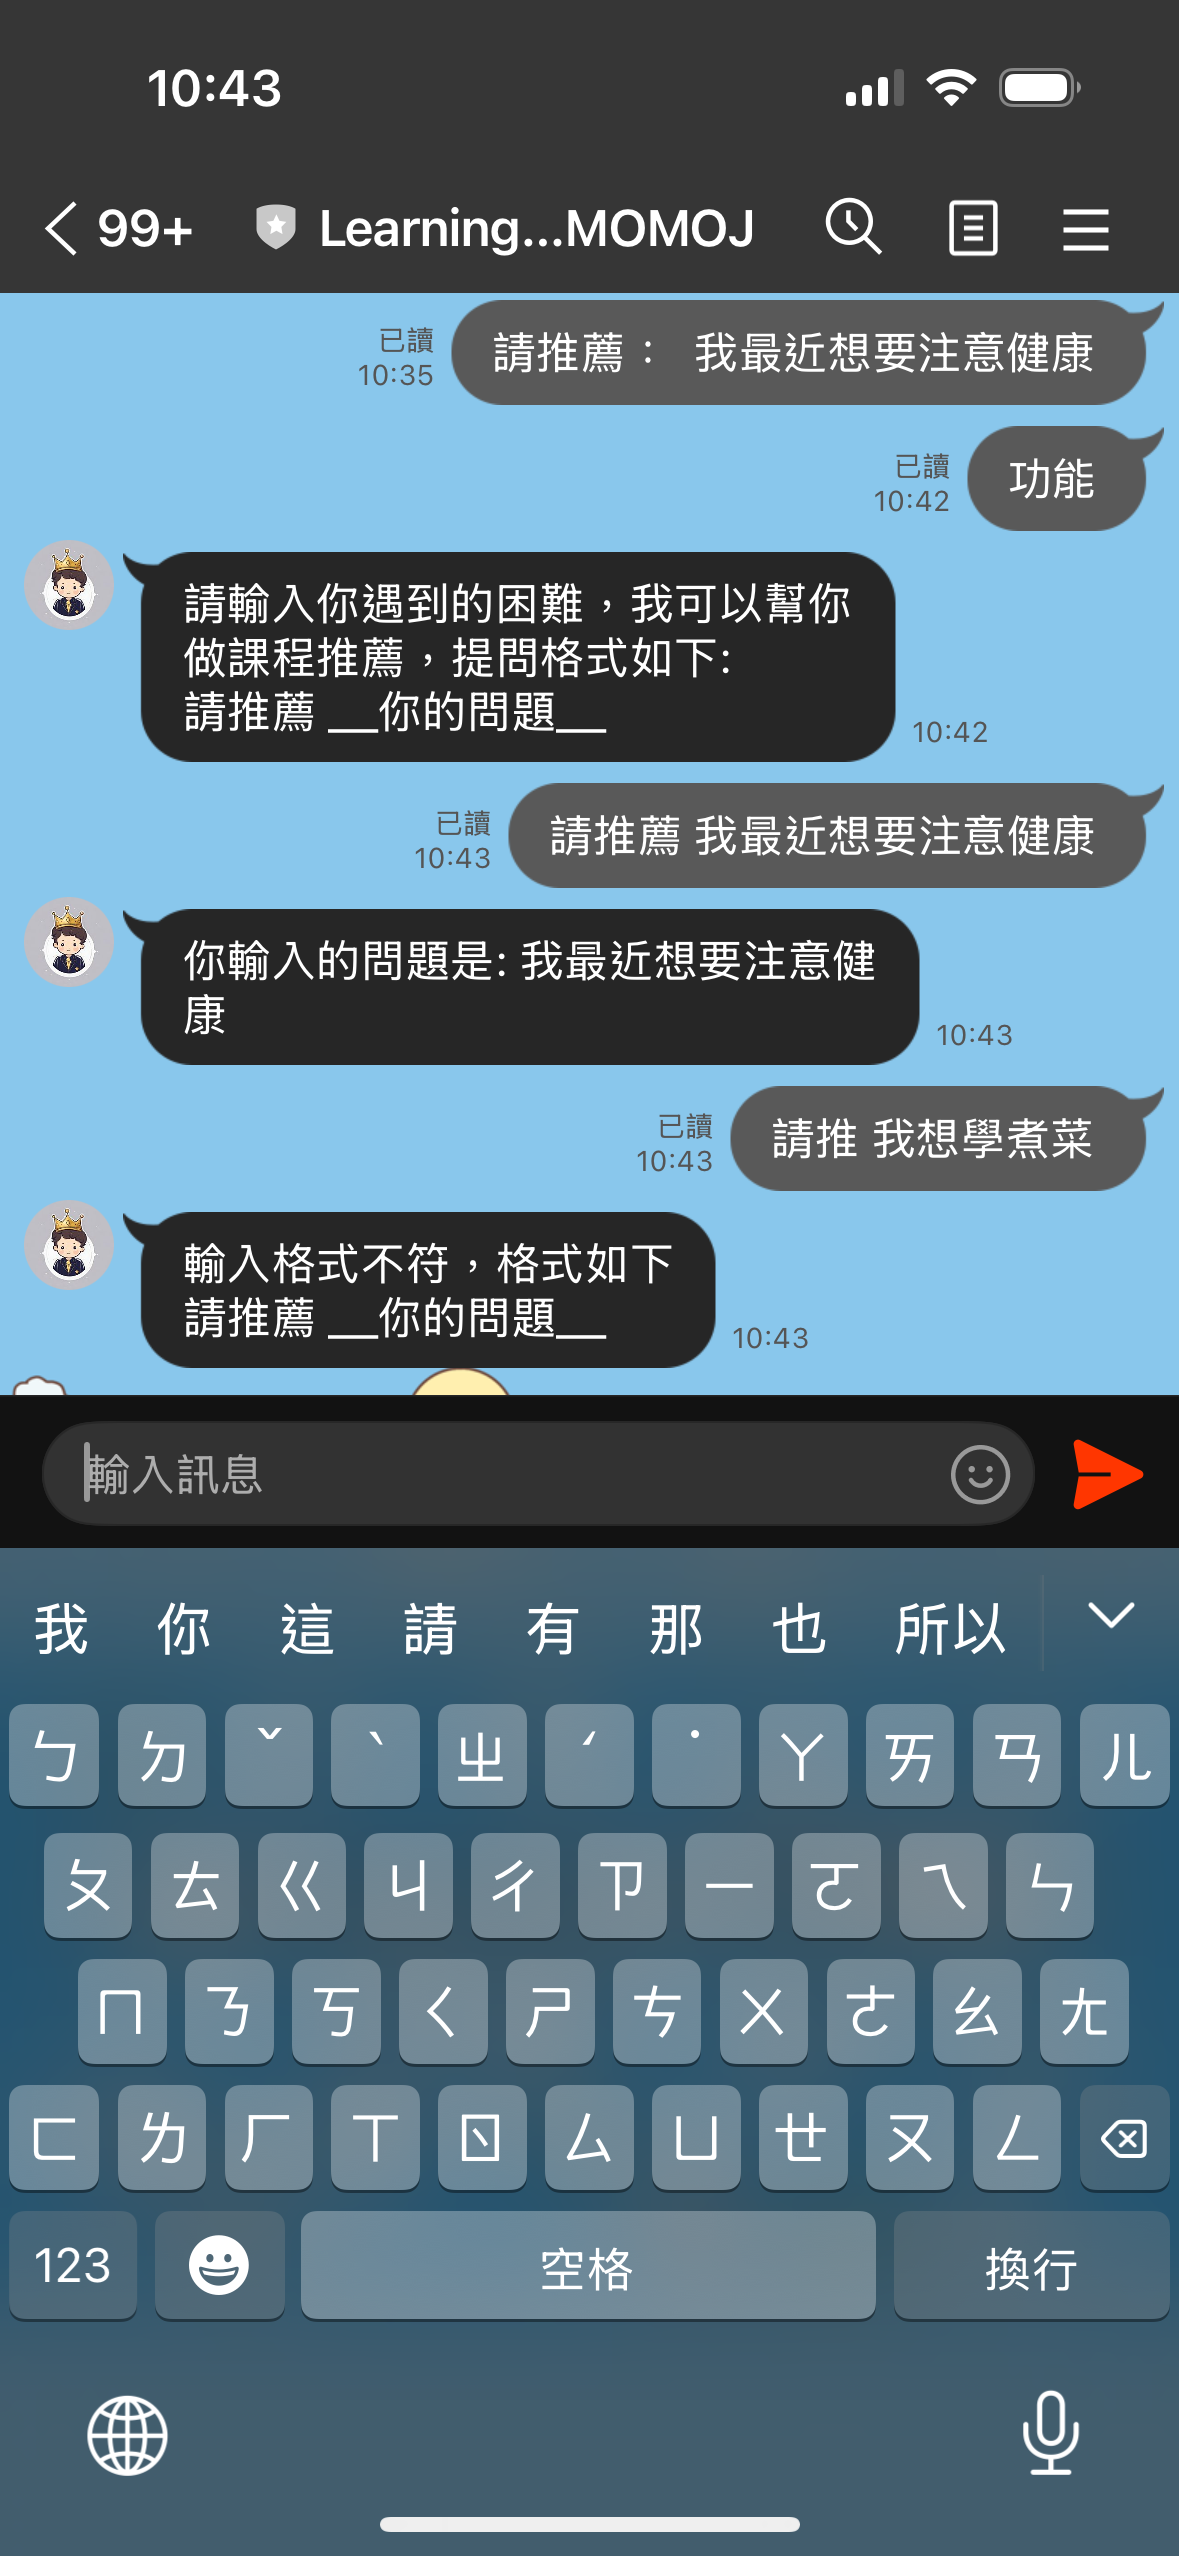 10:43
99+
Learning...MOMOJ
已讀
10:35
請推薦： 我最近想要注意健康
已讀
10:42
功能
請輸入你遇到的困難，我可以幫你
做課程推薦，提問格式如下:
請推薦 __你的問題__
10:42
已讀
10:43
請推薦 我最近想要注意健康
你輸入的問題是: 我最近想要注意健
康
10:43
已讀
10:43
請推 我想學煮菜
輸入格式不符，格式如下
請推薦 __你的問題__
10:43
輸入訊息
我 你 這 請 有 那 也 所以
ㄅ ㄉ ˇ ˋ ㄓ ˊ ˙ ㄚ ㄞ ㄢ ㄦ
ㄆ ㄊ ㄍ ㄐ ㄔ ㄗ ㄧ ㄛ ㄟ ㄣ
ㄇ ㄋ ㄎ ㄑ ㄕ ㄘ ㄨ ㄜ ㄠ ㄤ
ㄈ ㄌ ㄏ ㄒ ㄖ ㄙ ㄩ ㄝ ㄡ ㄥ
123 空格 換行